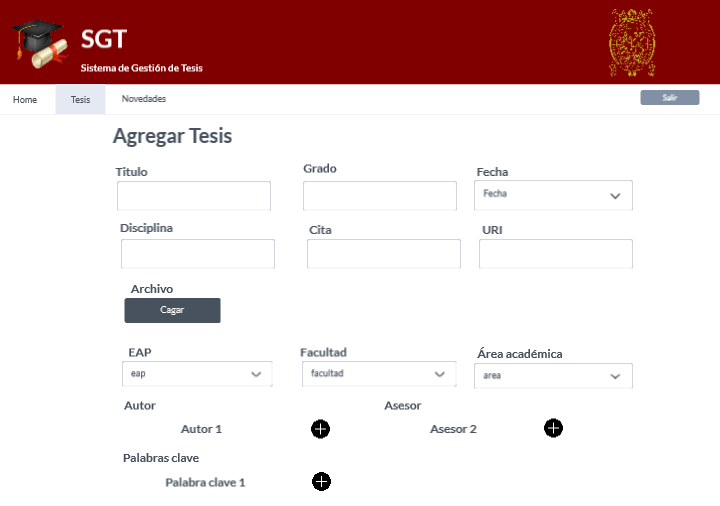 SGT
Sistema de Gestión de Tesis
Home Tesis Novedades Salir
Agregar Tesis
Título Grado Fecha
Fecha
Disciplina Cita URI
Archivo
Cagar
EAP Facultad Área académica
eap facultad area
Autor Asesor
Autor 1 Asesor 2
Palabras clave
Palabra clave 1